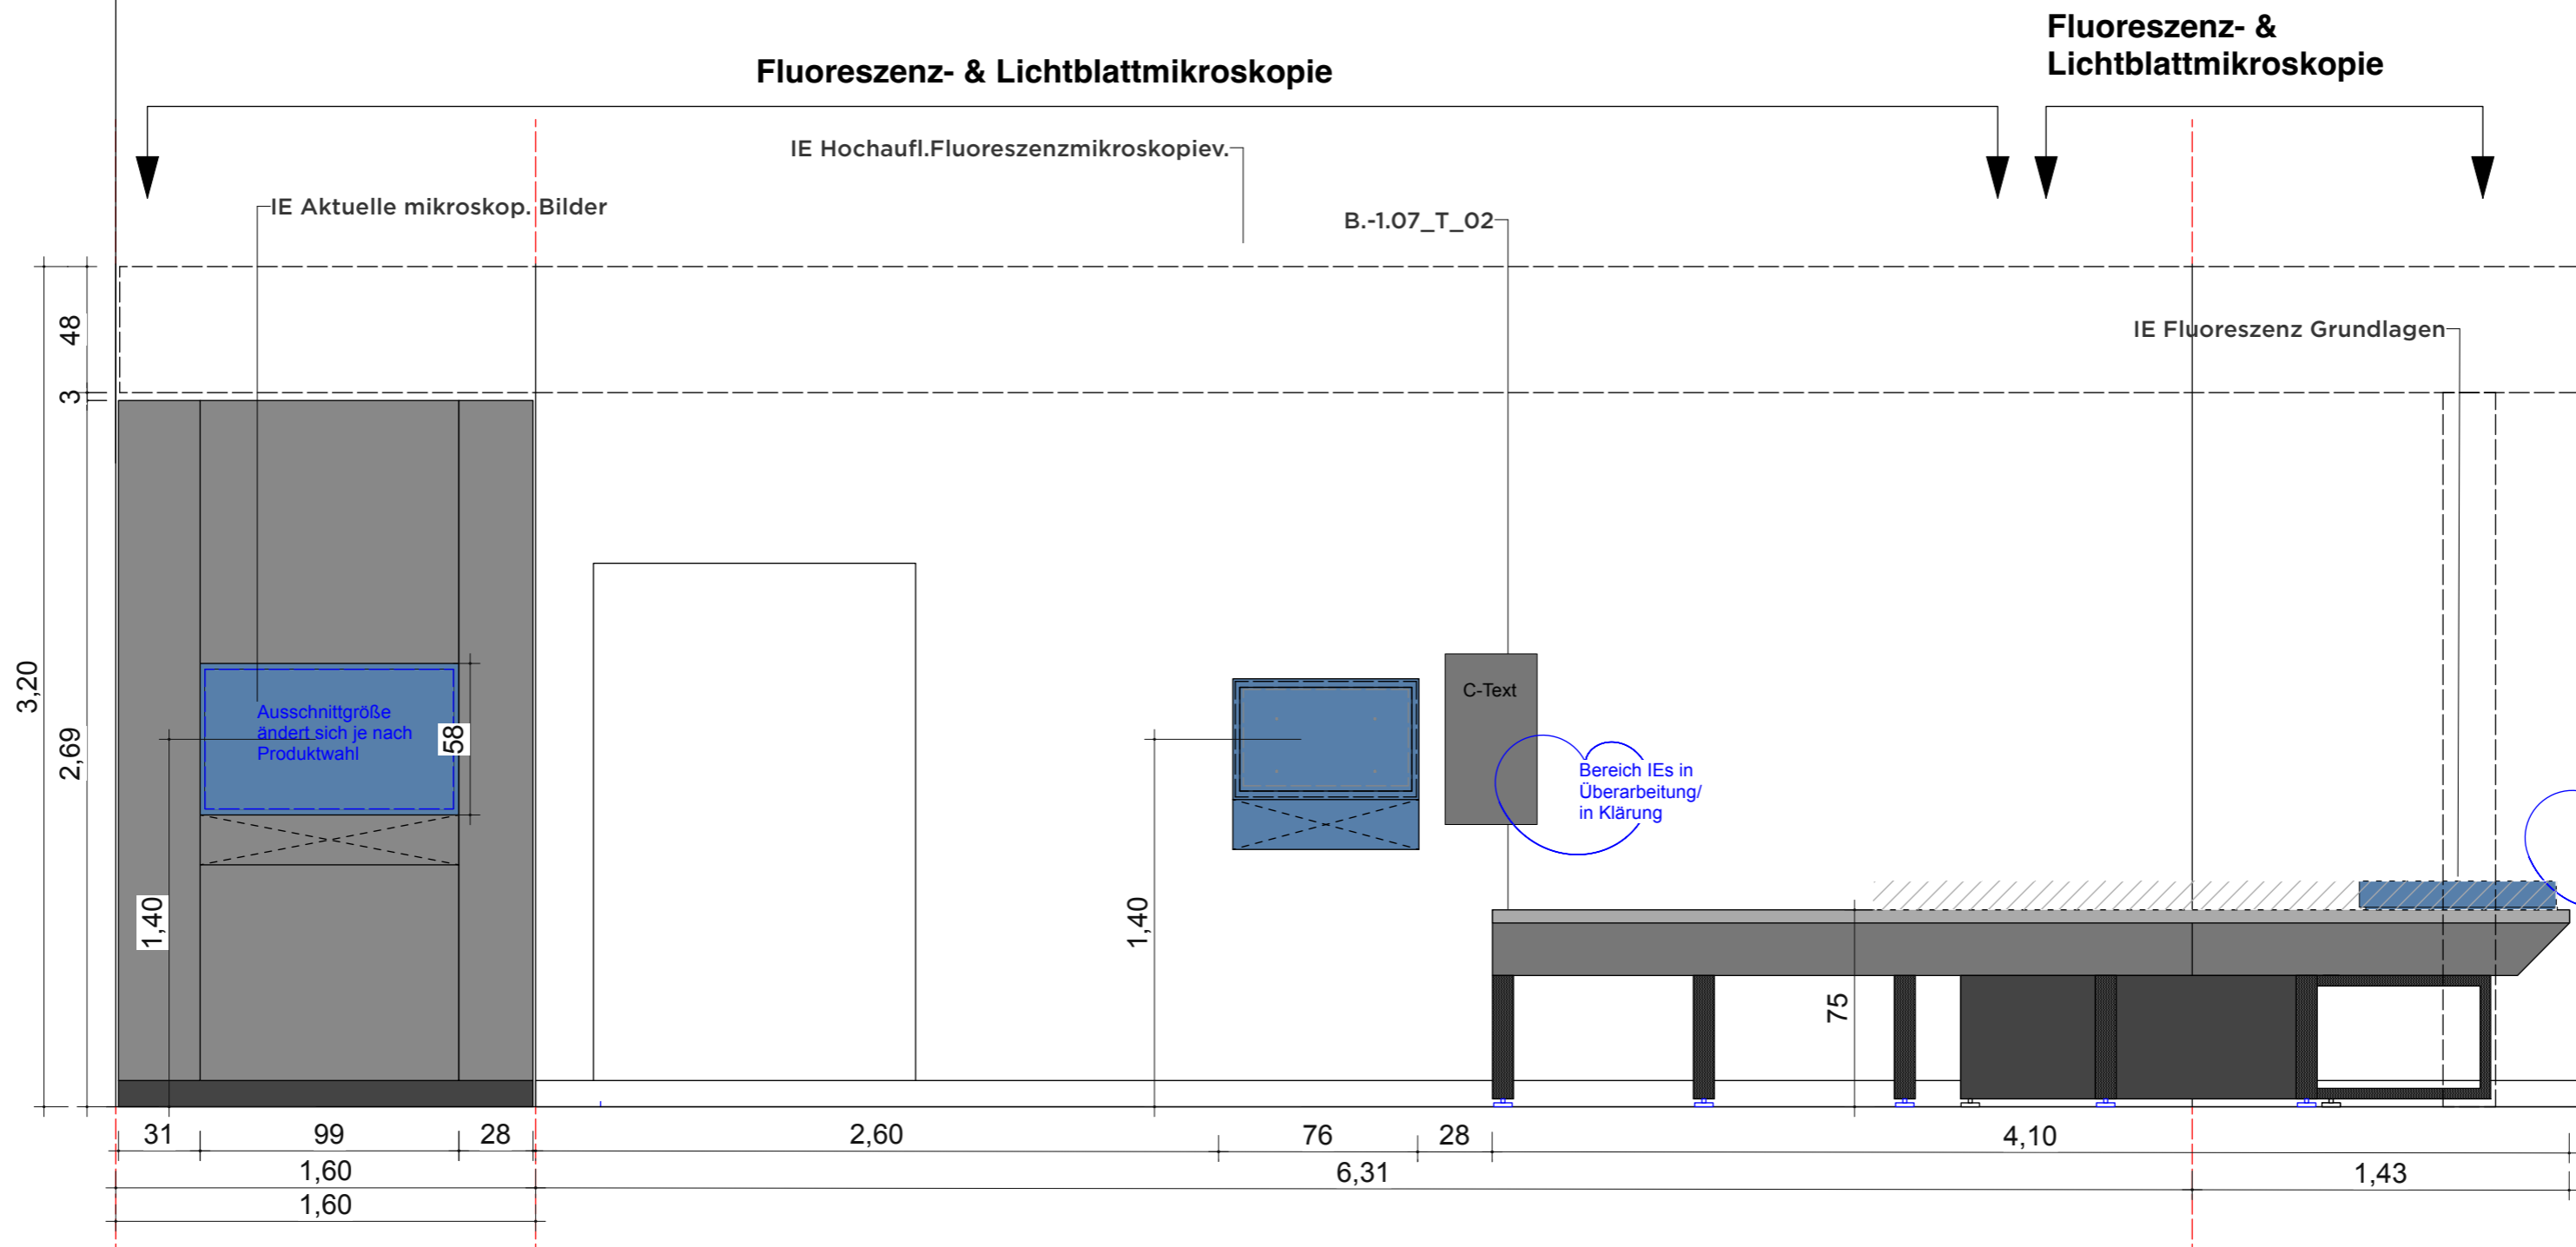 Fluoreszenz- & Lichtblattmikroskopie
Fluoreszenz- &
Lichtblattmikroskopie
IE Hochaufl.Fluoreszenzmikroskopiev.
IE Aktuelle mikroskop. Bilder
B.-1.07_T_02
IE Fluoreszenz Grundlagen
48
3
3,20
2,69
58
1,40
Ausschnittgröße
ändert sich je nach
Produktwahl
1,40
C-Text
Bereich IEs in
Überarbeitung/
in Klärung
75
31
99
28
2,60
76
28
4,10
1,60
6,31
1,43
1,60